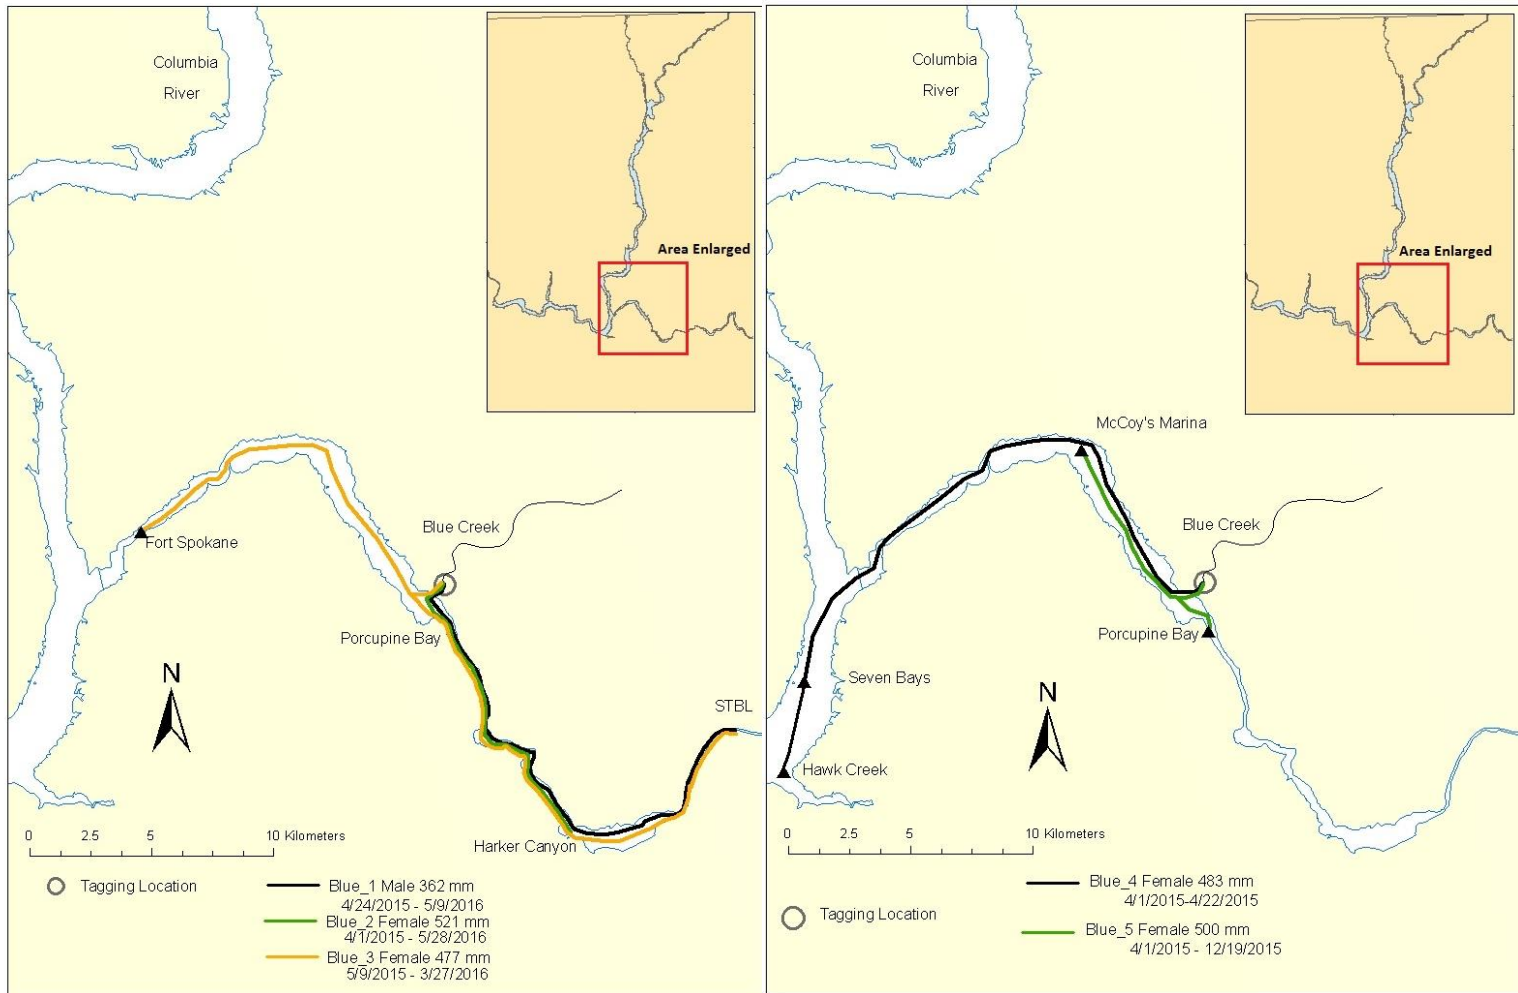 Columbia
River
Area Enlarged
Blue Creek
Fort Spokane
Porcupine Bay
N
STBL
Harker Canyon
0 2.5 5 10 Kilometers
Tagging Location
Blue_1 Male 362 mm
4/24/2015 - 5/9/2016
Blue_2 Female 521 mm
4/1/2015 - 5/28/2016
Blue_3 Female 477 mm
5/9/2015 - 3/27/2016
Columbia
River
Area Enlarged
McCoy's Marina
Blue Creek
Porcupine Bay
Seven Bays
N
Hawk Creek
0 2.5 5 10 Kilometers
Tagging Location
Blue_4 Female 483 mm
4/1/2015-4/22/2015
Blue_5 Female 500 mm
4/1/2015 - 12/19/2015